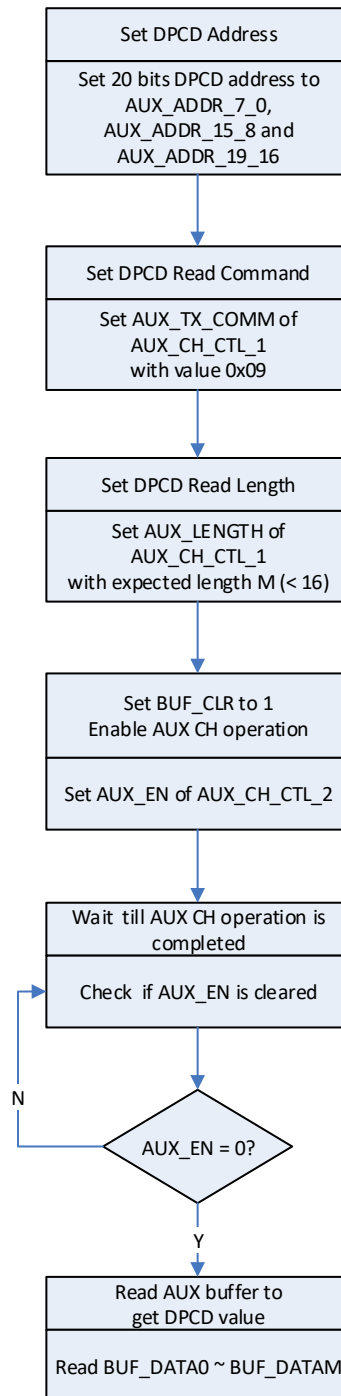 Set DPCD Address
Set 20 bits DPCD address to
AUX_ADDR_7_0,
AUX_ADDR_15_8 and
AUX_ADDR_19_16
Set DPCD Read Command
Set AUX_TX_COMM of
AUX_CH_CTL_1
with value 0x09
Set DPCD Read Length
Set AUX_LENGTH of
AUX_CH_CTL_1
with expected length M (< 16)
Set BUF_CLR to 1
Enable AUX CH operation
Set AUX_EN of AUX_CH_CTL_2
Wait till AUX CH operation is
completed
Check if AUX_EN is cleared
N
AUX_EN = 0?
Y
Read AUX buffer to
get DPCD value
Read BUF_DATA0 ~ BUF_DATAM